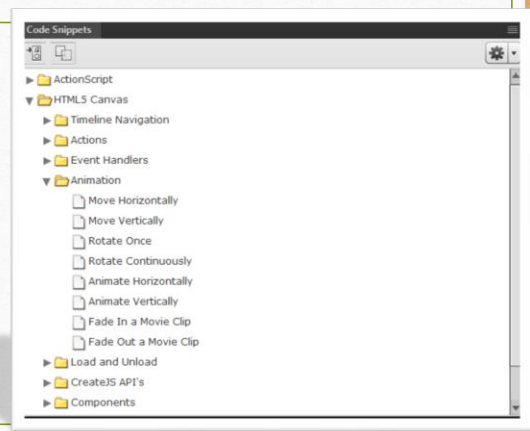 Code Snippets
ActionScript
HTML5 Canvas
Timeline Navigation
Actions
Event Handlers
Animation
Move Horizontally
Move Vertically
Rotate Once
Rotate Continuously
Animate Horizontally
Animate Vertically
Fade In a Movie Clip
Fade Out a Movie Clip
Load and Unload
CreateJS API's
Components